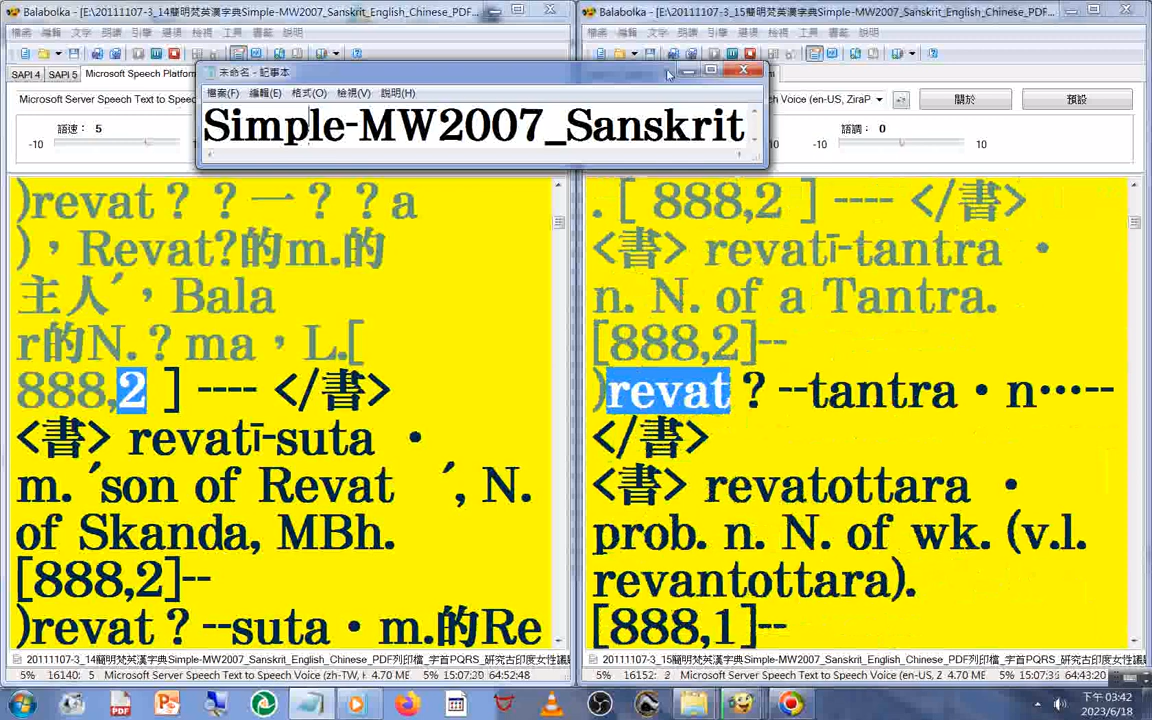 Balabolka - [E:\20111107-3_14簡明梵英漢字典Simple-MW2007_Sanskrit_English_Chinese_PDF...
Balabolka - [E:\20111107-3_15簡明梵英漢字典Simple-MW2007_Sanskrit_English_Chinese_PDF...
SAPI 4 SAPI 5 Microsoft Speech Platform
未命名 - 記事本
檔案(F) 編輯(E) 格式(O) 檢視(V) 說明(H)
Simple-MW2007_Sanskrit
Microsoft Server Speech Text to Spee
Voice (en-US, ZiraP
關於 預設
語速: 5
-10
語調: 0
-10 10
)revat??一??a
),Revat?的m.的
主人´,Bala
r的N.?ma,L.[
888,2 ] ---- </書>
<書> revatī-suta •
m. ´son of Revat ´, N.
of Skanda, MBh.
[888,2]--
)revat?--suta•m.的Re
. [ 888,2 ] ---- </書>
<書> revatī-tantra •
n. N. of a Tantra.
[888,2]--
)revat?--tantra•n…--
</書>
<書> revatottara •
prob. n. N. of wk. (v.l.
revantottara).
[888,1]--
20111107-3_14簡明梵英漢字典Simple-MW2007_Sanskrit_English_Chinese_PDF列印檔_字首PQRS_研究古印度女性議
20111107-3_15簡明梵英漢字典Simple-MW2007_Sanskrit_English_Chinese_PDF列印檔_字首PQRS_研究古印度女性議
5% 16140: 5 Microsoft Server Speech Text to Speech Voice (zh-TW, H 4.70 ME 15:07:20 64:52:48
5% 16152: 2 Microsoft Server Speech Text to Speech Voice (en-US, Z 4.70 ME 15:07:3 64:43:20
下午 03:42
2023/6/18